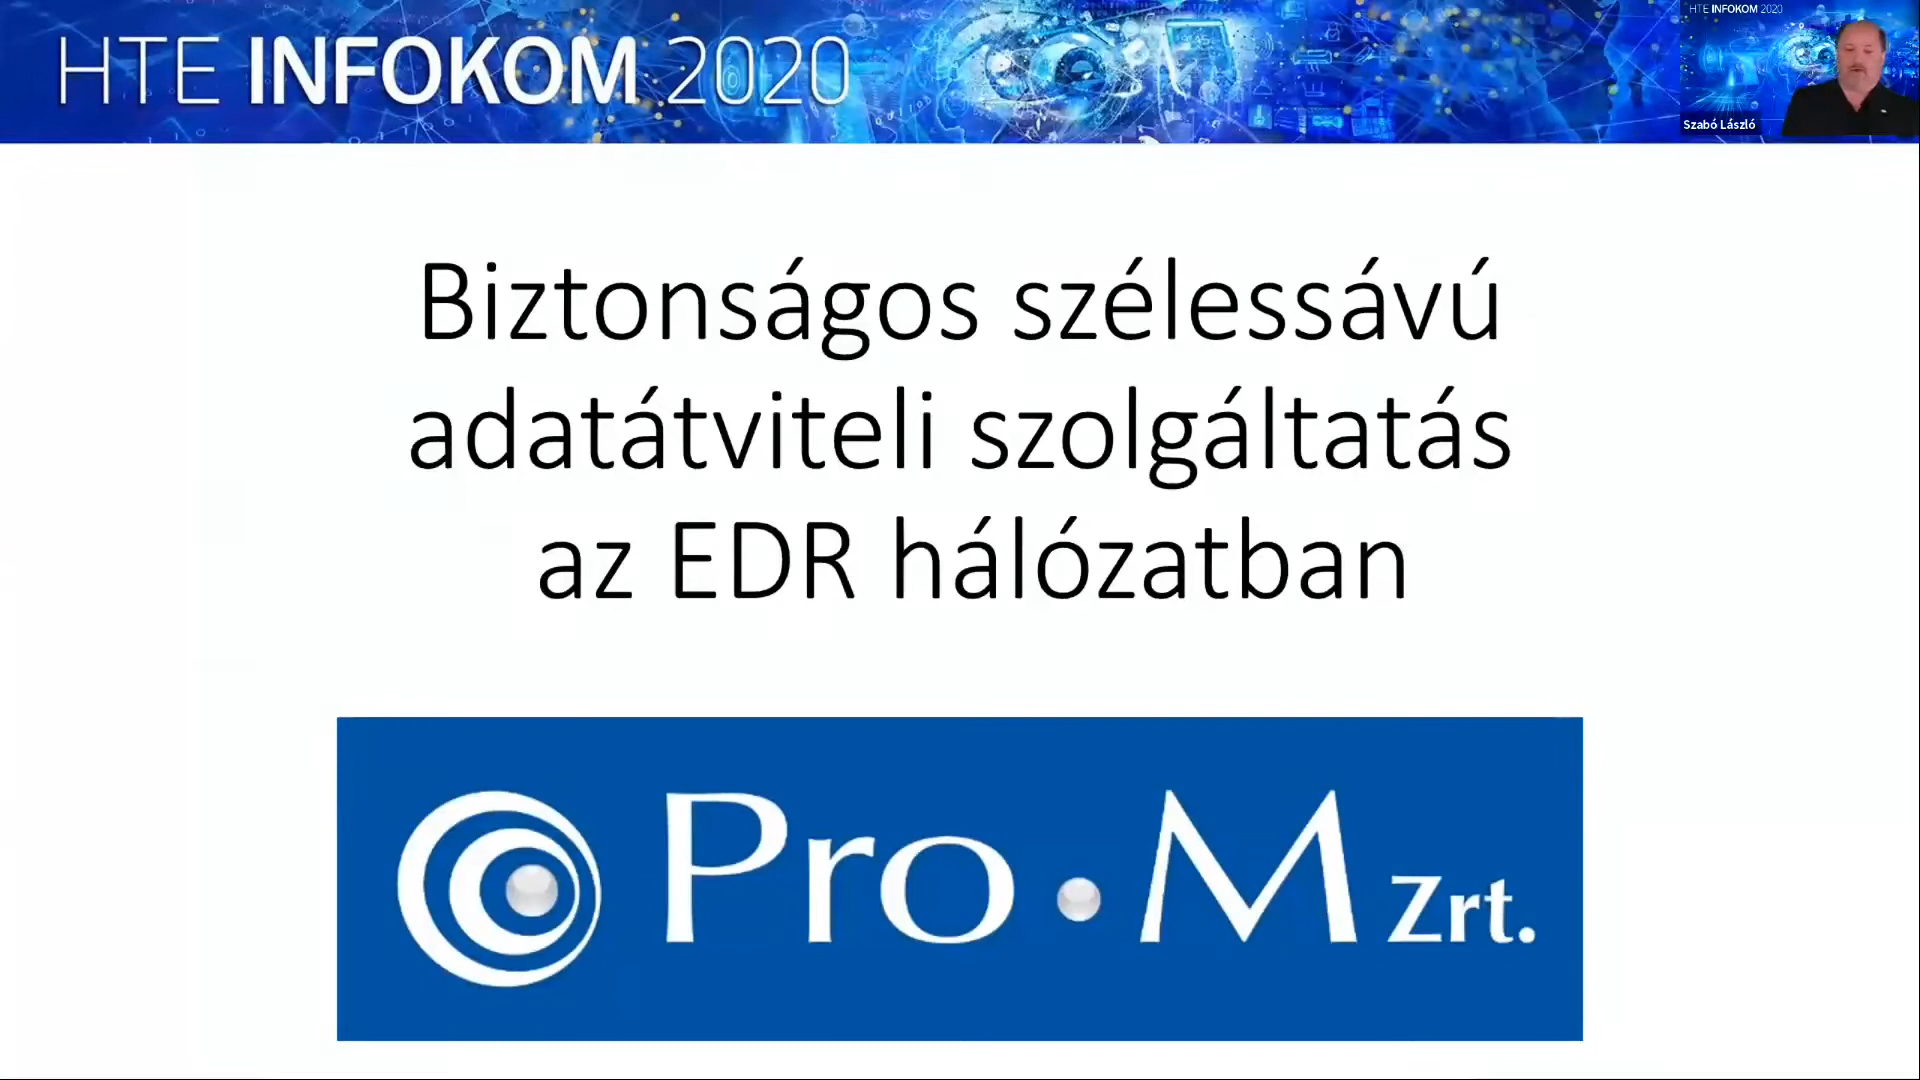 HTE INFOKOM 2020
HTE INFOKOM 2020
Szabó László
Biztonságos szélessávú
adatátviteli szolgáltatás
az EDR hálózatban
Pro·M Zrt.